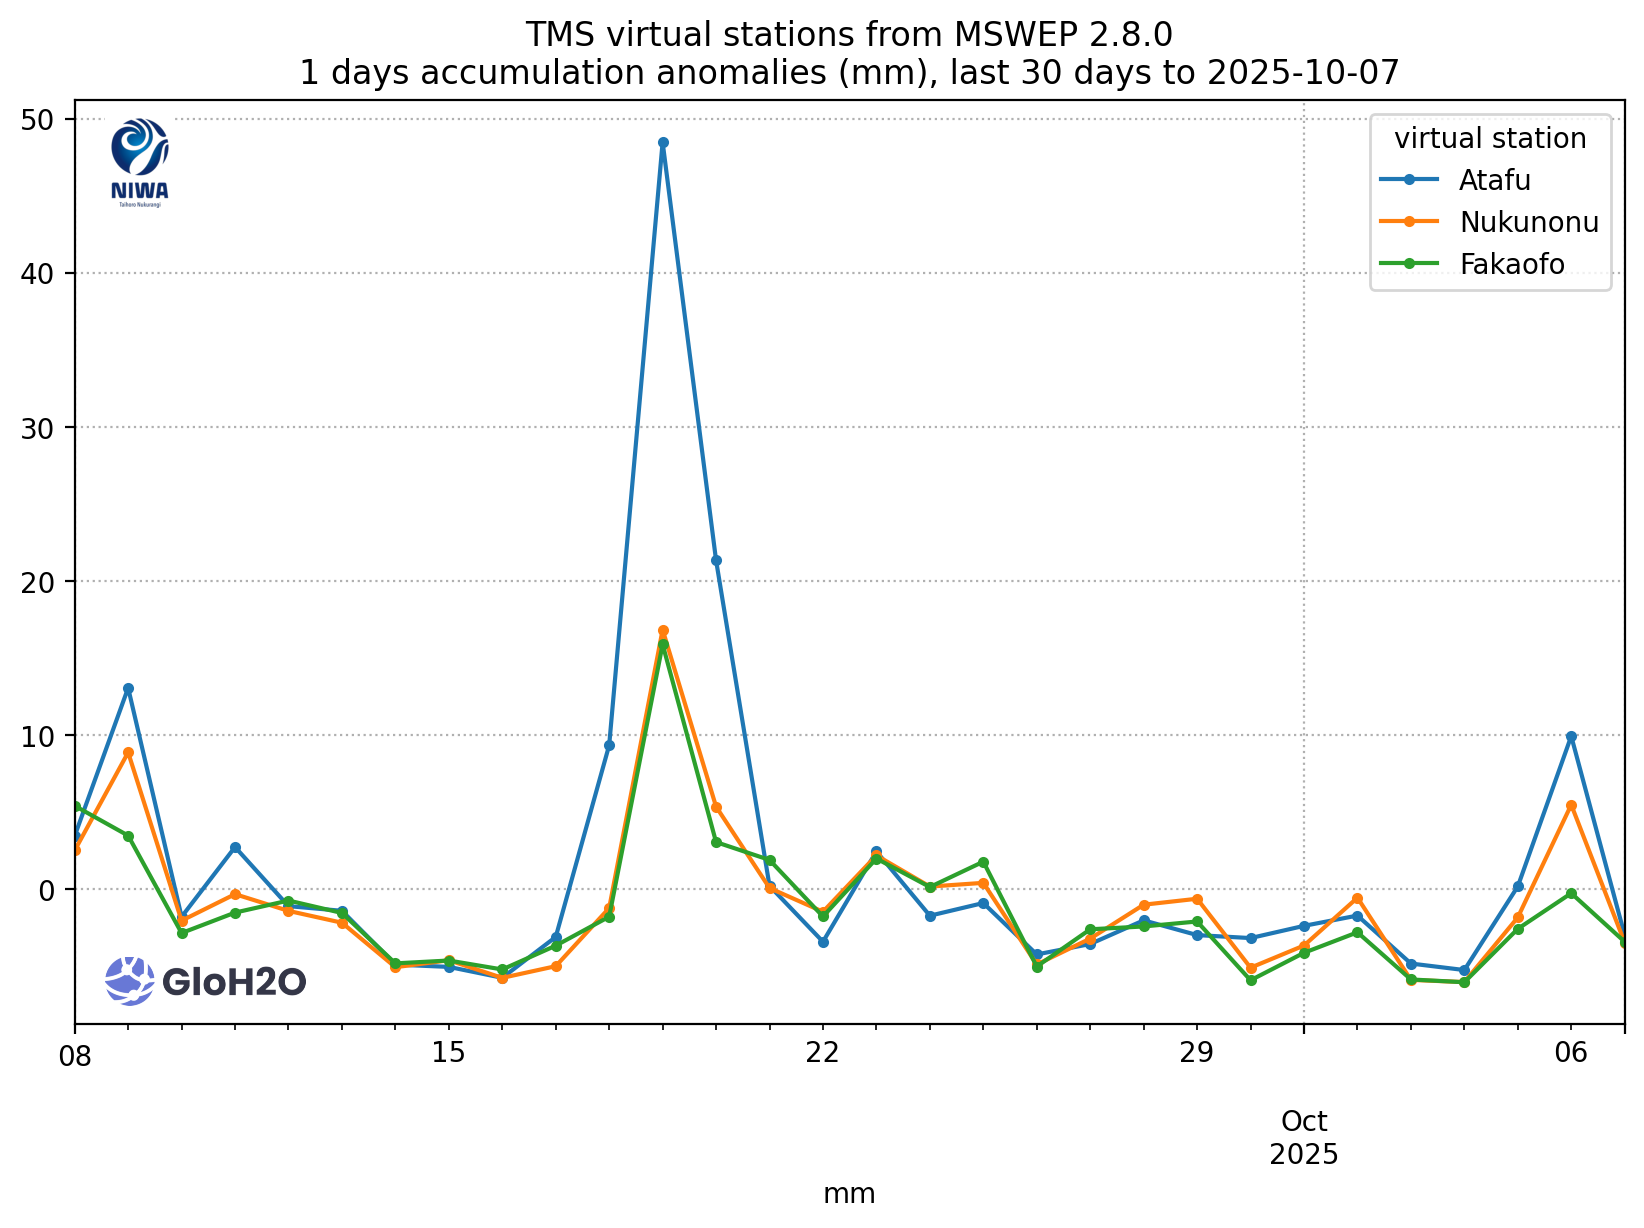 TMS virtual stations from MSWEP 2.8.0
1 days accumulation anomalies (mm), last 30 days to 2025-10-07
50
40
30
20
10
0
NIWA
Taihoro Nukurangi
virtual station
Atafu
Nukunonu
Fakaofo
GloH2O
08
15
22
29
06
Oct
2025
mm